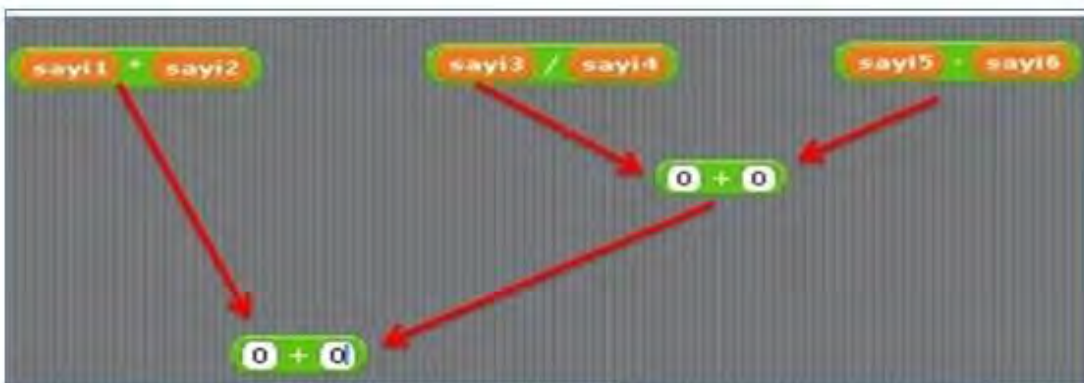 sayi1 * sayi2
sayi3 / sayi4
sayi5 - sayi6
0 + 0
0 + 0